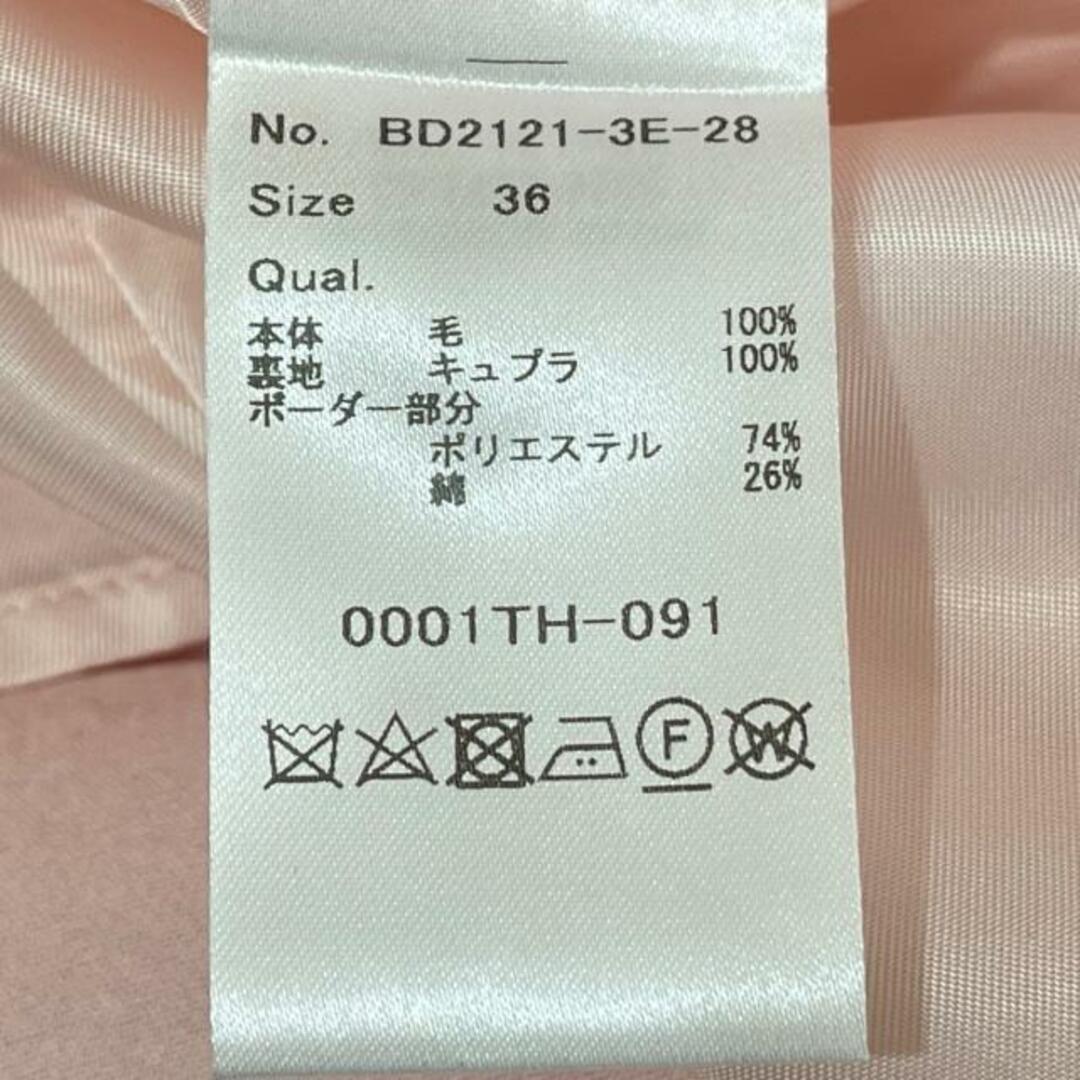 No. BD2121-3E-28
Size 36
Qual.
本体 毛 100%
裏地 キュプラ 100%
ボーダー部分
ポリエステル 74%
綿 26%
0001TH-091
F
W